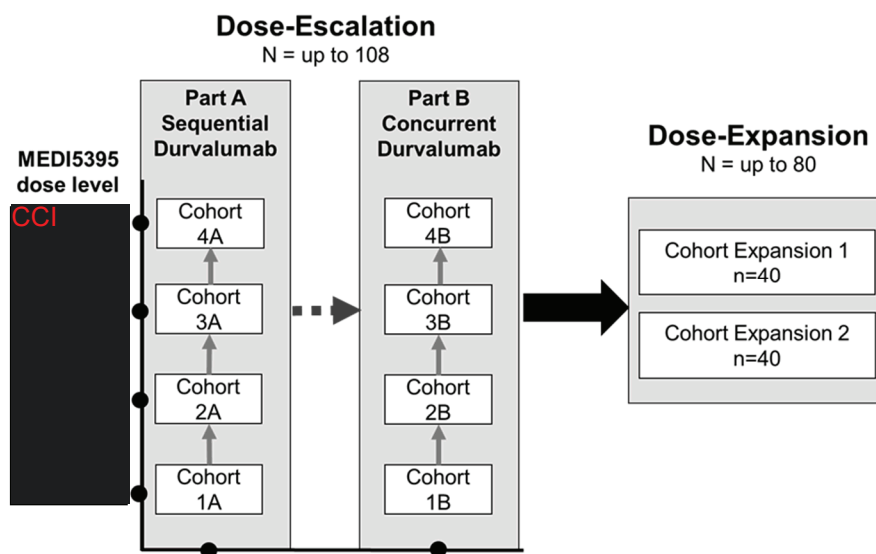 Dose-Escalation
N = up to 108
Part A
Sequential
Durvalumab
Part B
Concurrent
Durvalumab
Dose-Expansion
N = up to 80
MEDI5395
dose level
CCI
Cohort
4A
Cohort
3A
Cohort
2A
Cohort
1A
Cohort
4B
Cohort
3B
Cohort
2B
Cohort
1B
Cohort Expansion 1
n=40
Cohort Expansion 2
n=40